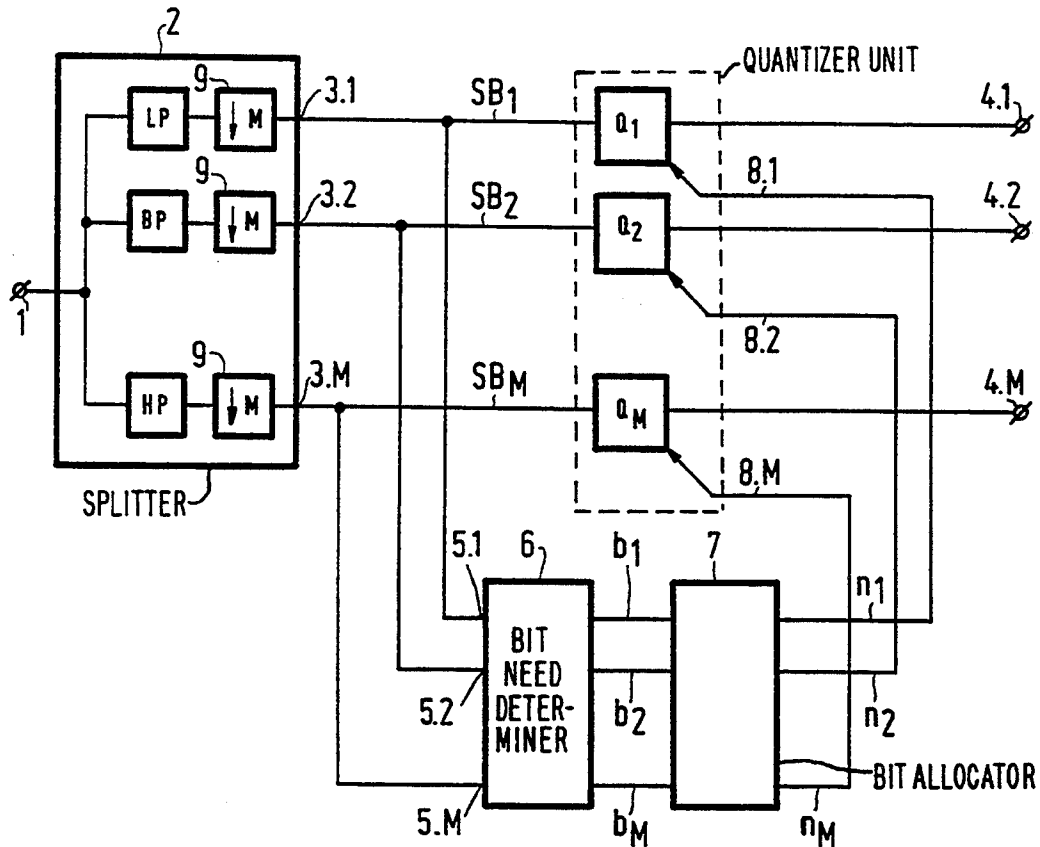 2
QUANTIZER UNIT
9
3.1
SB1
4.1
LP
↓ M
Q1
8.1
9
3.2
SB2
4.2
BP
↓ M
Q2
1
8.2
9
3.M
SBM
4.M
HP
↓ M
QM
8.M
SPLITTER
5.1
6
b1
7
n1
BIT
NEED
DETER-
MINER
5.2
b2
n2
BIT ALLOCATOR
5.M
bM
nM